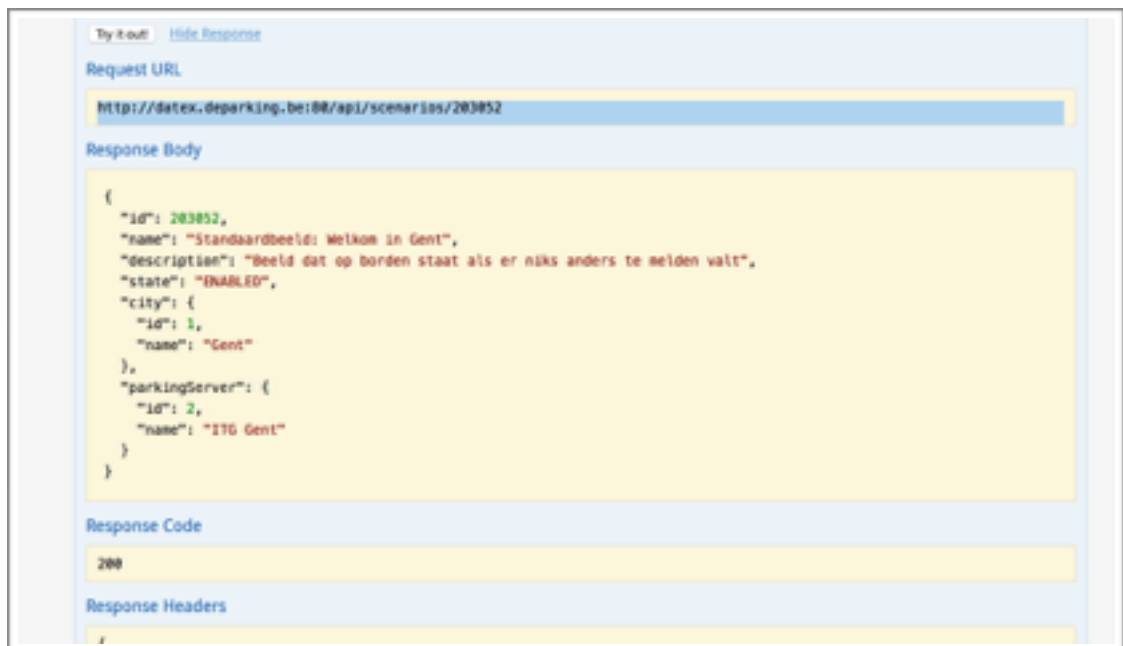 Try it out! Hide Response
Request URL
http://datex.deparking.be:80/api/scenarios/203052
Response Body
{
"id": 203052,
"name": "Standaardbeeld: Welkom in Gent",
"description": "Beeld dat op borden staat als er niks anders te melden valt",
"state": "ENABLED",
"city": {
"id": 1,
"name": "Gent"
},
"parkingServer": {
"id": 2,
"name": "ITG Gent"
}
}
Response Code
200
Response Headers
{